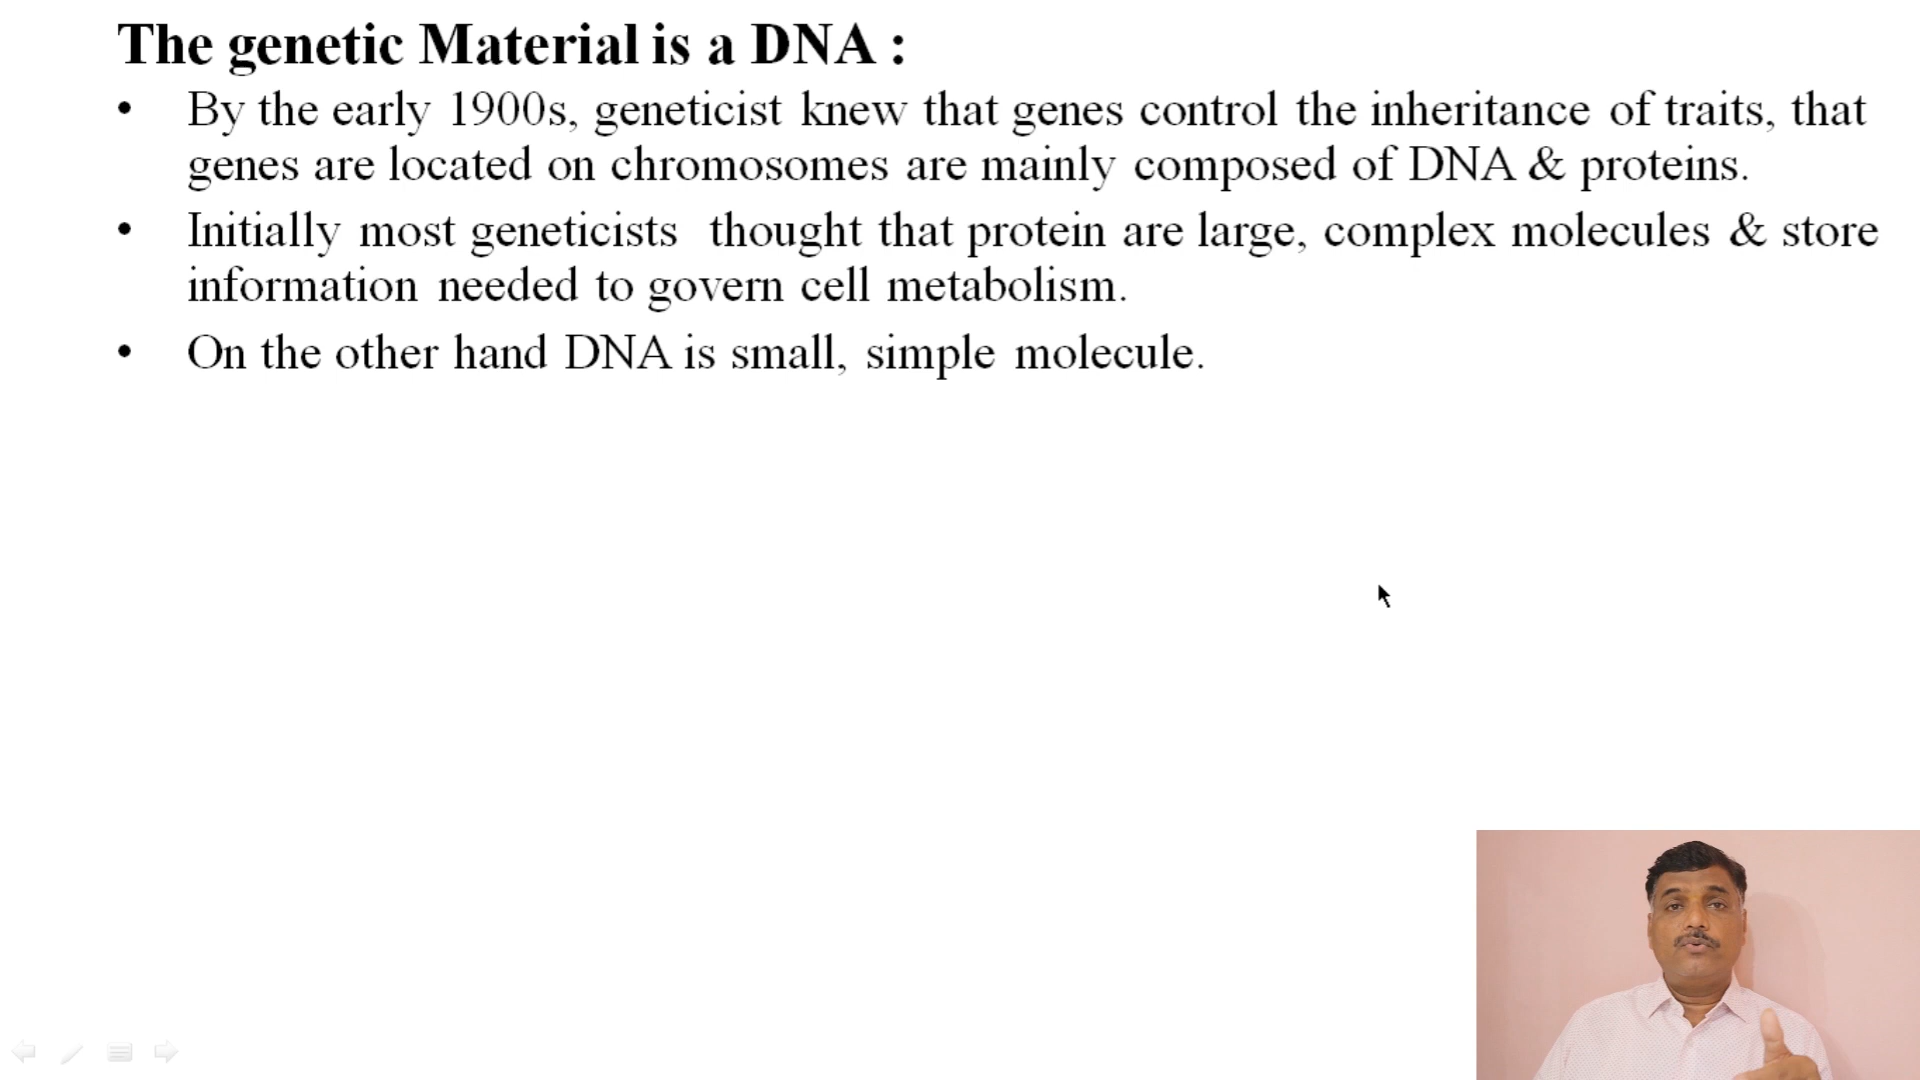 The genetic Material is a DNA :
• By the early 1900s, geneticist knew that genes control the inheritance of traits, that
genes are located on chromosomes are mainly composed of DNA & proteins.
• Initially most geneticists thought that protein are large, complex molecules & store
information needed to govern cell metabolism.
• On the other hand DNA is small, simple molecule.